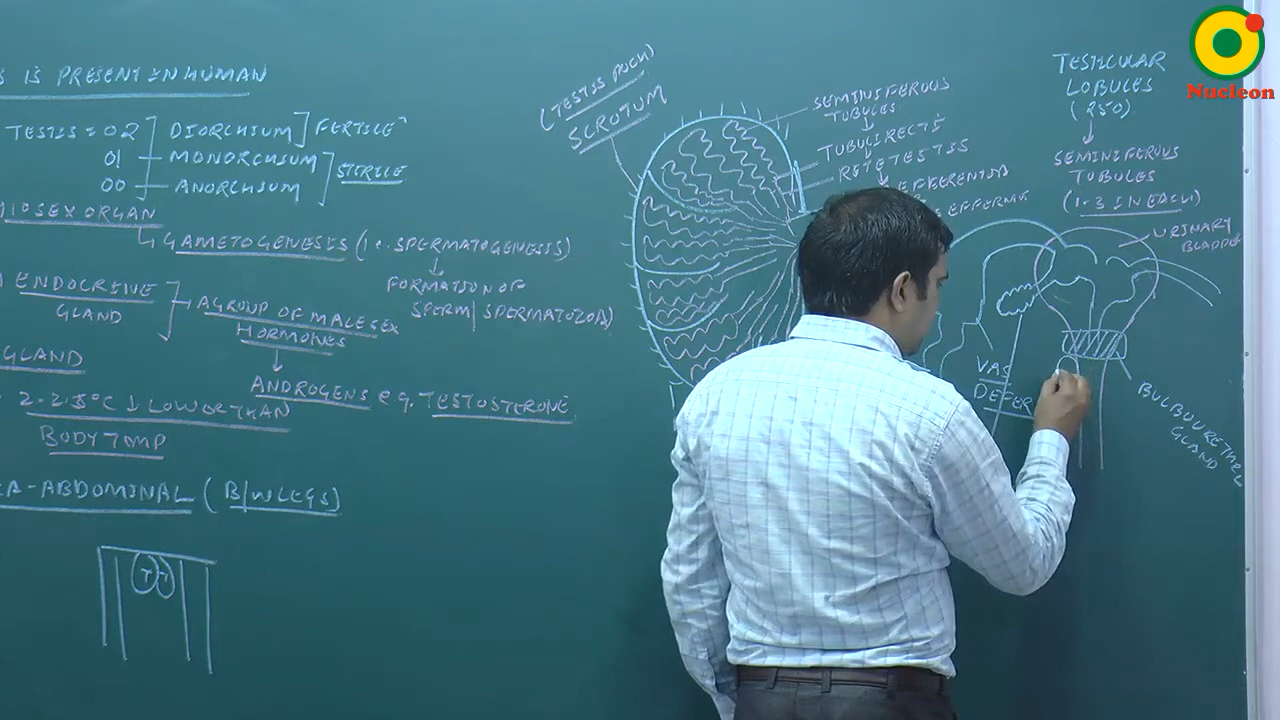 S IS PRESENT IN HUMAN
TESTIS = 02 DIORCHIUM FERTILE
01 MONORCHIUM STERILE
00 ANORCHIUM
SEX ORGAN
GAMETOGENESIS (i.e. SPERMATOGENESIS)
FORMATION OF
SPERM | SPERMATOZOA)
ENDOCRINE
GLAND
A GROUP OF MALE SEX
HORMONES
GLAND
ANDROGENS e.g. TESTOSTERONE
2-2.5°C ↓ LOWER THAN
BODY TEMP
RA-ABDOMINAL (B/W LEGS)
T T
(TESTIS POUCH)
SCROTUM
SEMINIFEROUS
TUBULES
TUBULI RECTI
RETE TESTIS
EFFERENTIA
VAS
DEFER
TESTICULAR
LOBULES
(250)
SEMINIFEROUS
TUBULES
(1-3 IN EACH)
URINARY
BLADDER
BULBOURETHRAL
GLAND
Nucleon